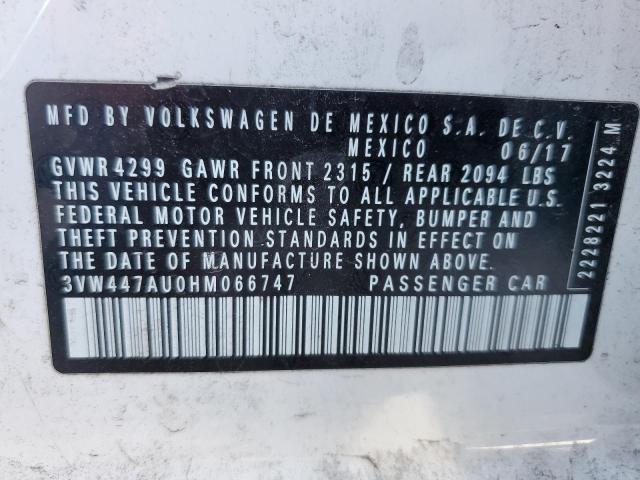 MFD BY VOLKSWAGEN DE MEXICO S.A. DE C.V.
MEXICO 06/17
GVWR 4299 GAWR FRONT 2315 / REAR 2094 LBS
THIS VEHICLE CONFORMS TO ALL APPLICABLE U.S.
FEDERAL MOTOR VEHICLE SAFETY, BUMPER AND
THEFT PREVENTION STANDARDS IN EFFECT ON
THE DATE OF MANUFACTURE SHOWN ABOVE.
3VW447AU0HM066747 PASSENGER CAR
2228221 3224 M